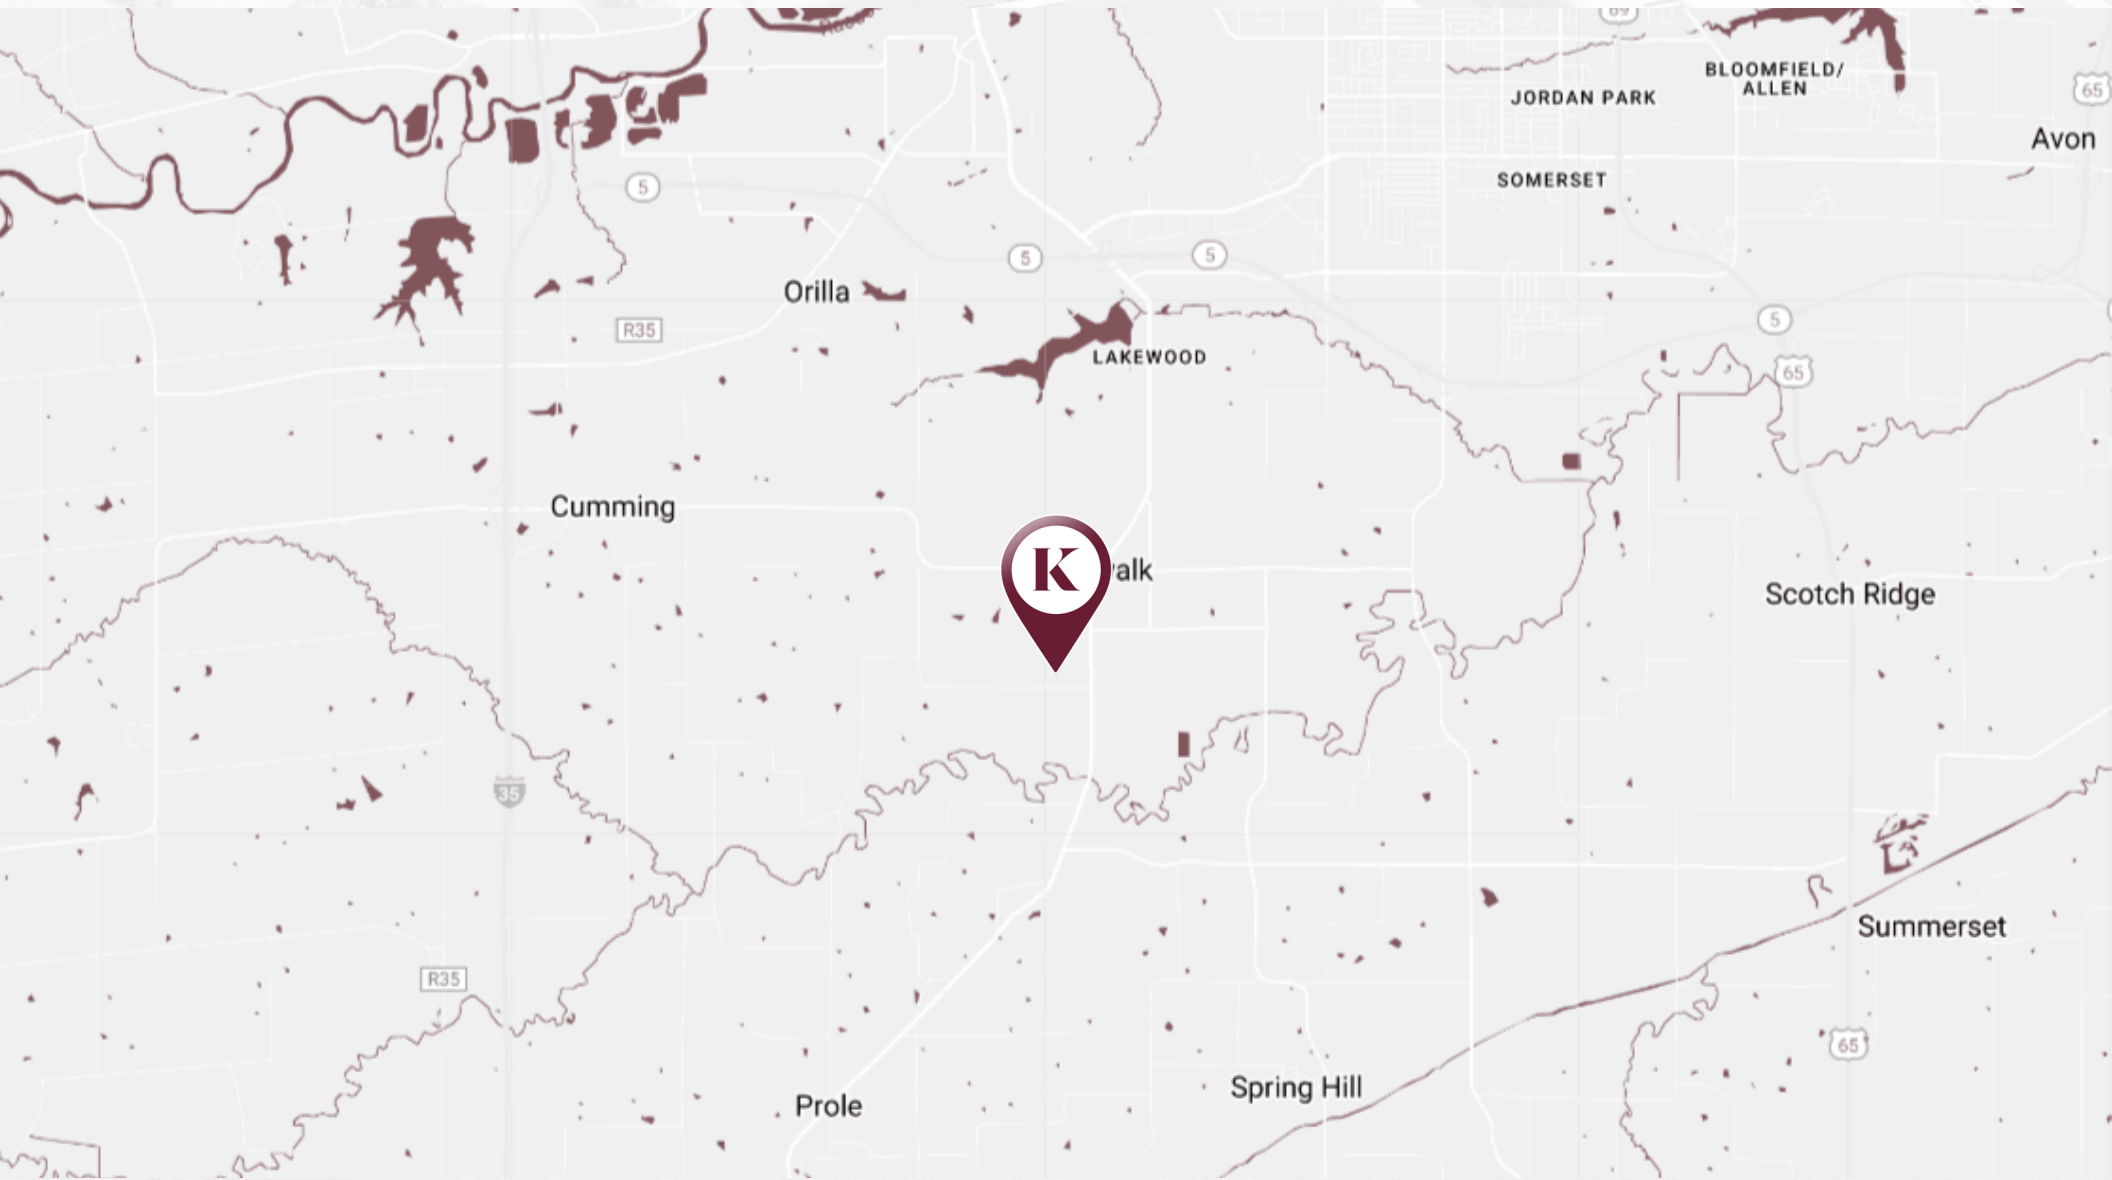 69
BLOOMFIELD/
ALLEN
JORDAN PARK
65
Avon
SOMERSET
5
5
5
Orilla
R35
5
LAKEWOOD
65
Cumming
K
alk
Scotch Ridge
35
Summerset
R35
65
Spring Hill
Prole